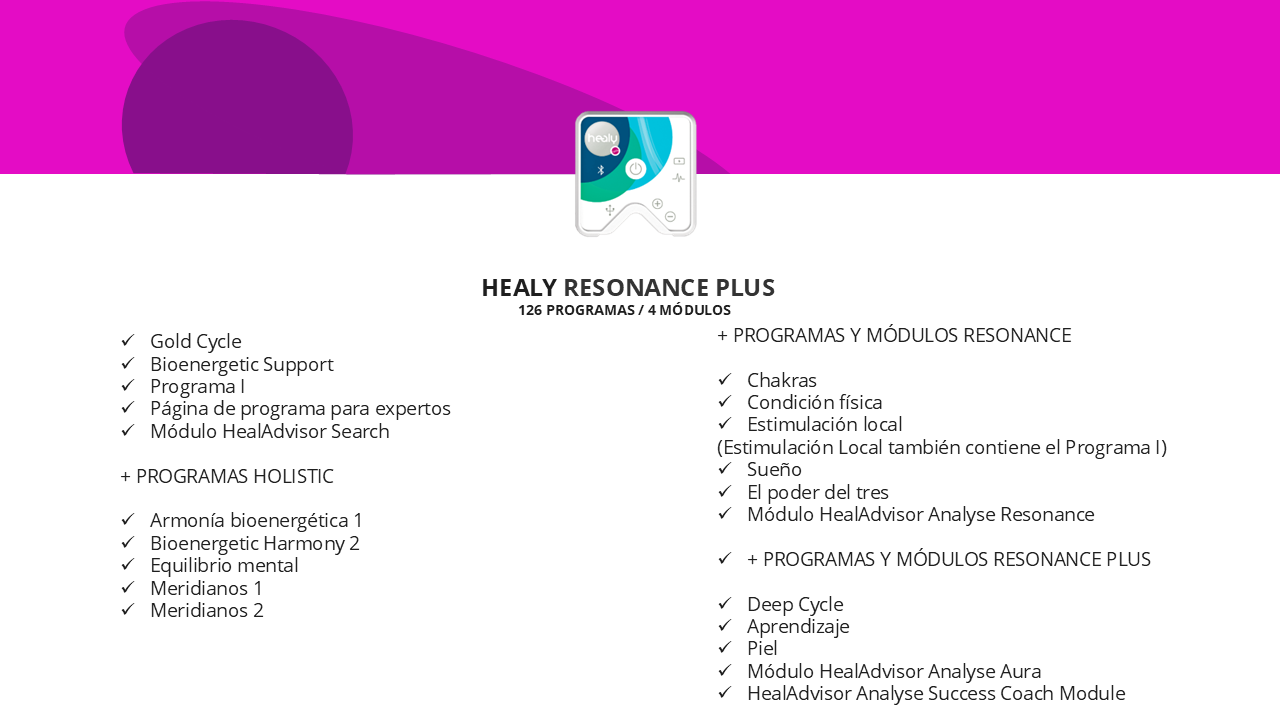 healy
HEALY RESONANCE PLUS
126 PROGRAMAS / 4 MÓDULOS
✓ Gold Cycle
✓ Bioenergetic Support
✓ Programa I
✓ Página de programa para expertos
✓ Módulo HealAdvisor Search
+ PROGRAMAS HOLISTIC
✓ Armonía bioenergética 1
✓ Bioenergetic Harmony 2
✓ Equilibrio mental
✓ Meridianos 1
✓ Meridianos 2
+ PROGRAMAS Y MÓDULOS RESONANCE
✓ Chakras
✓ Condición física
✓ Estimulación local
(Estimulación Local también contiene el Programa I)
✓ Sueño
✓ El poder del tres
✓ Módulo HealAdvisor Analyse Resonance
✓ + PROGRAMAS Y MÓDULOS RESONANCE PLUS
✓ Deep Cycle
✓ Aprendizaje
✓ Piel
✓ Módulo HealAdvisor Analyse Aura
✓ HealAdvisor Analyse Success Coach Module